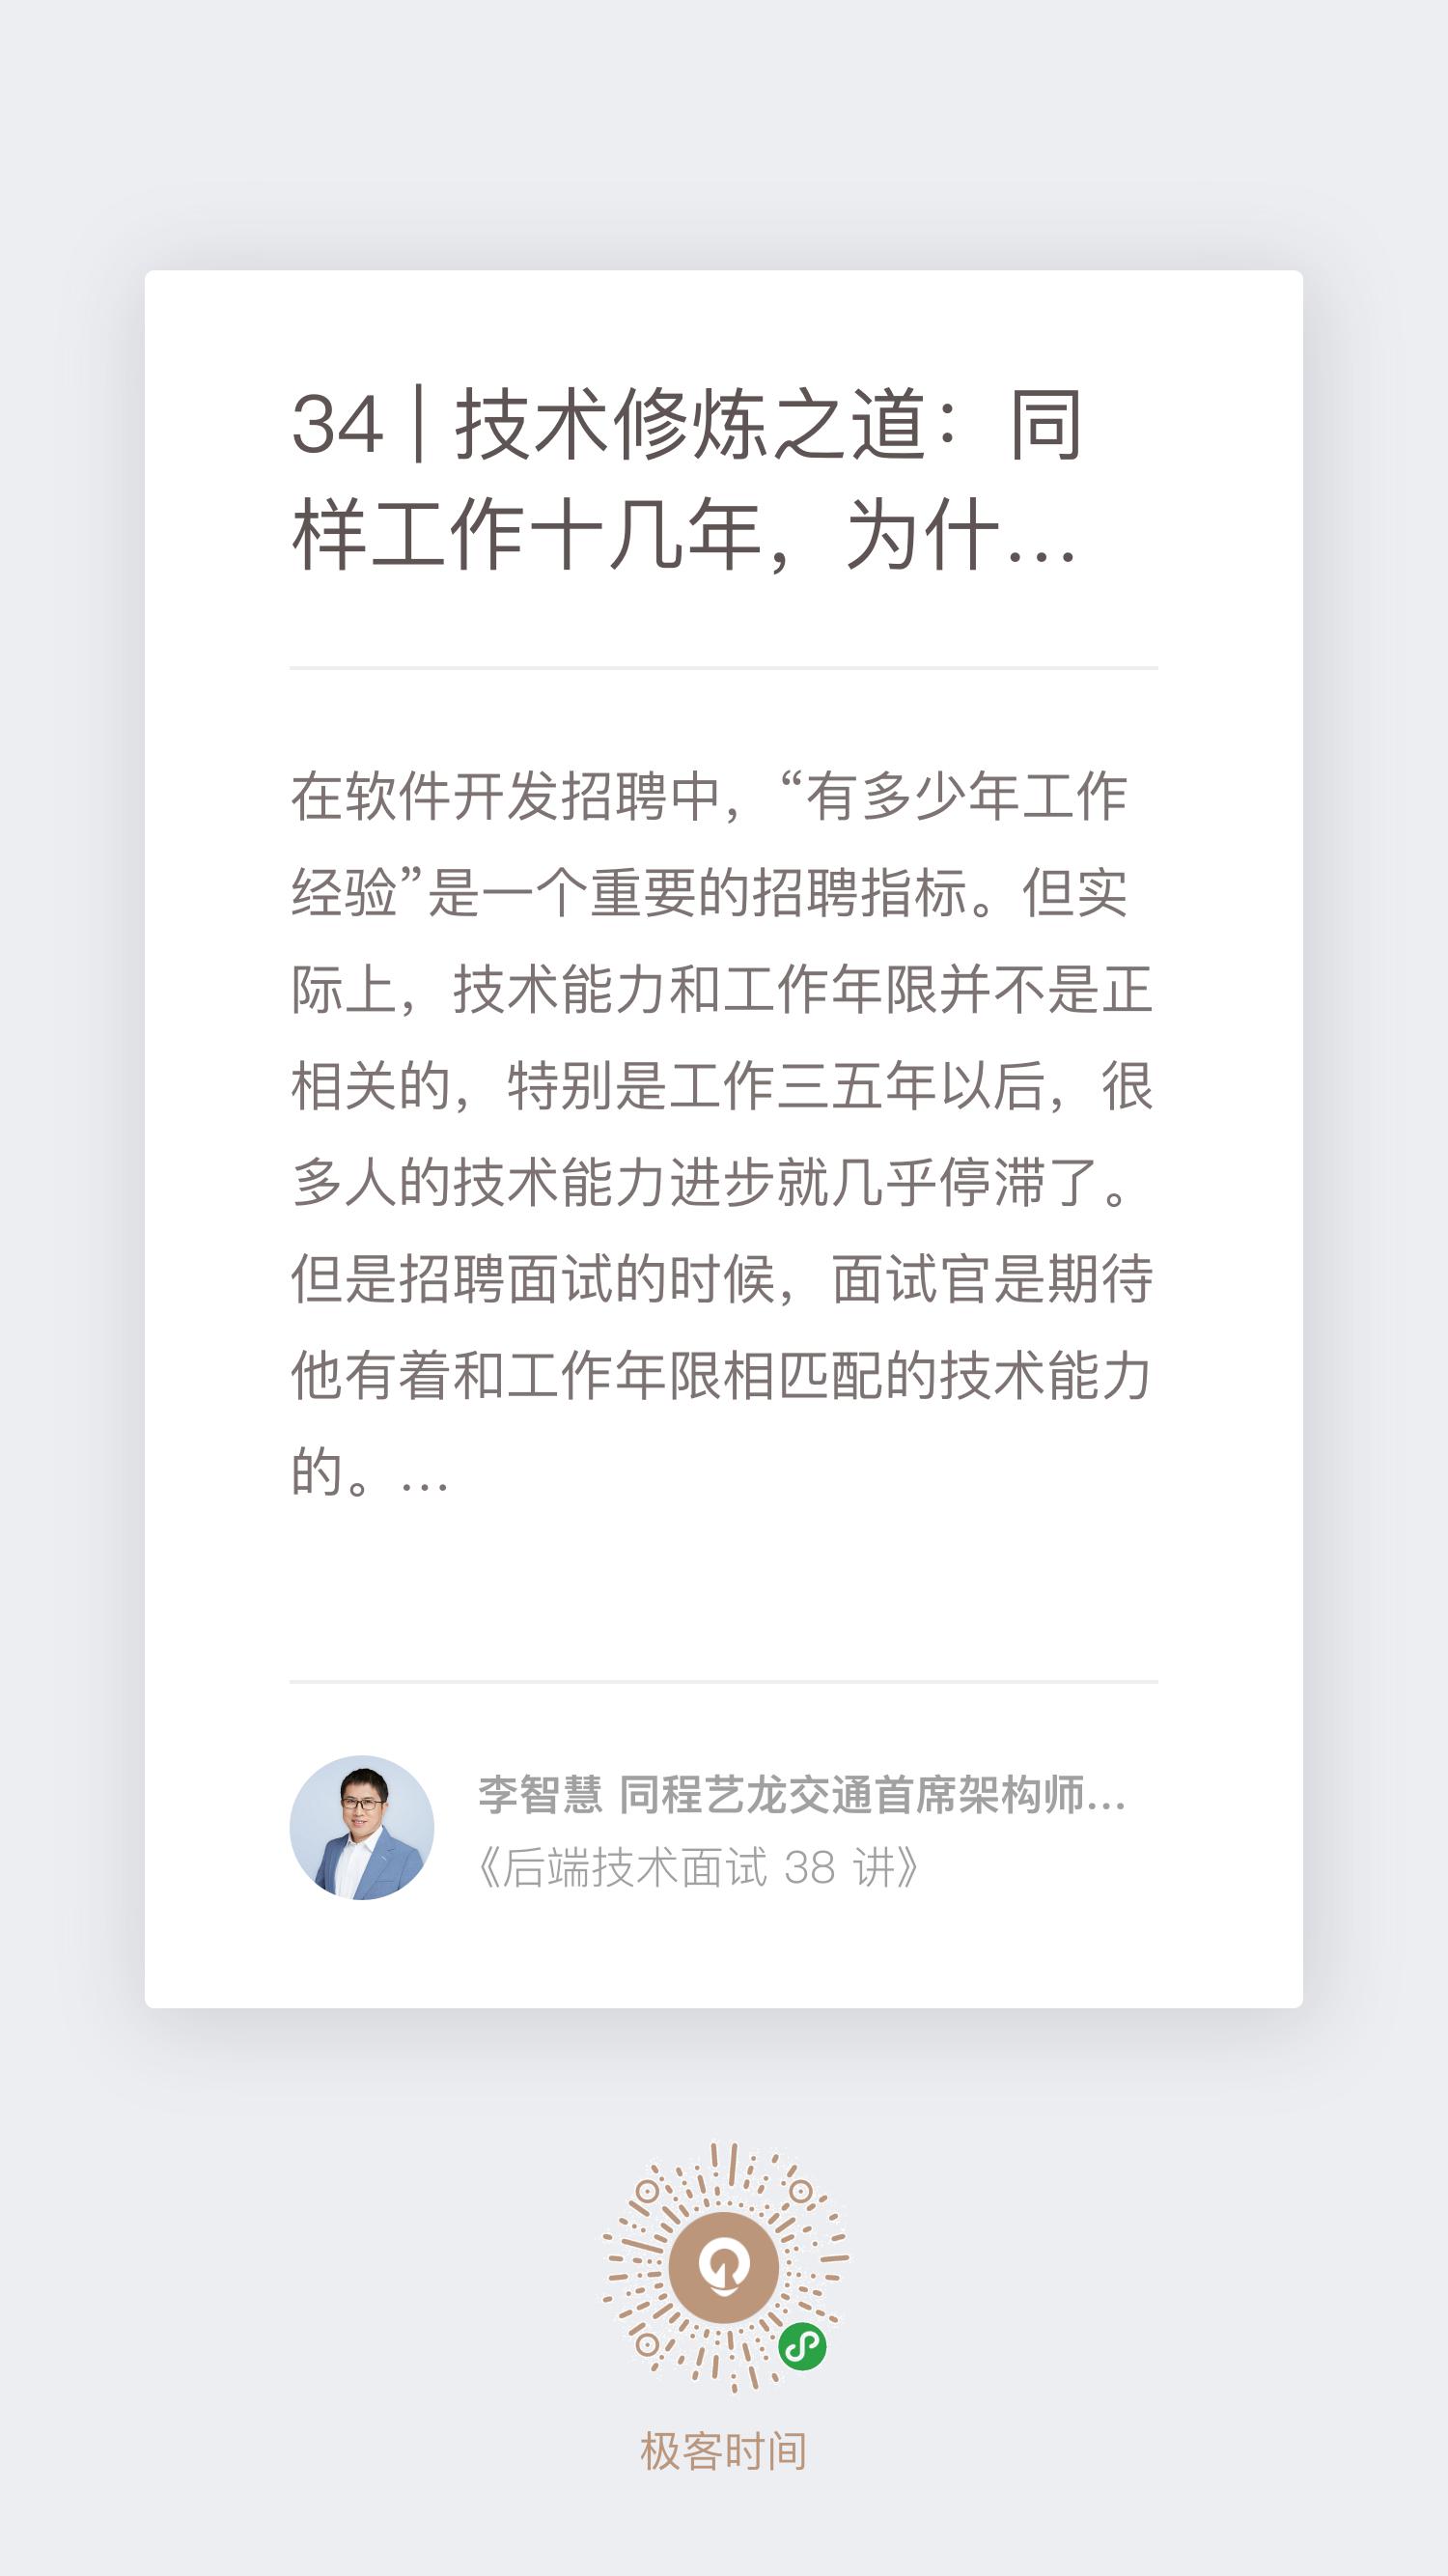 34 | 技术修炼之道：同
样工作十几年，为什…
在软件开发招聘中，“有多少年工作
经验”是一个重要的招聘指标。但实
际上，技术能力和工作年限并不是正
相关的，特别是工作三五年以后，很
多人的技术能力进步就几乎停滞了。
但是招聘面试的时候，面试官是期待
他有着和工作年限相匹配的技术能力
的。…
李智慧 同程艺龙交通首席架构师…
《后端技术面试 38 讲》
极客时间